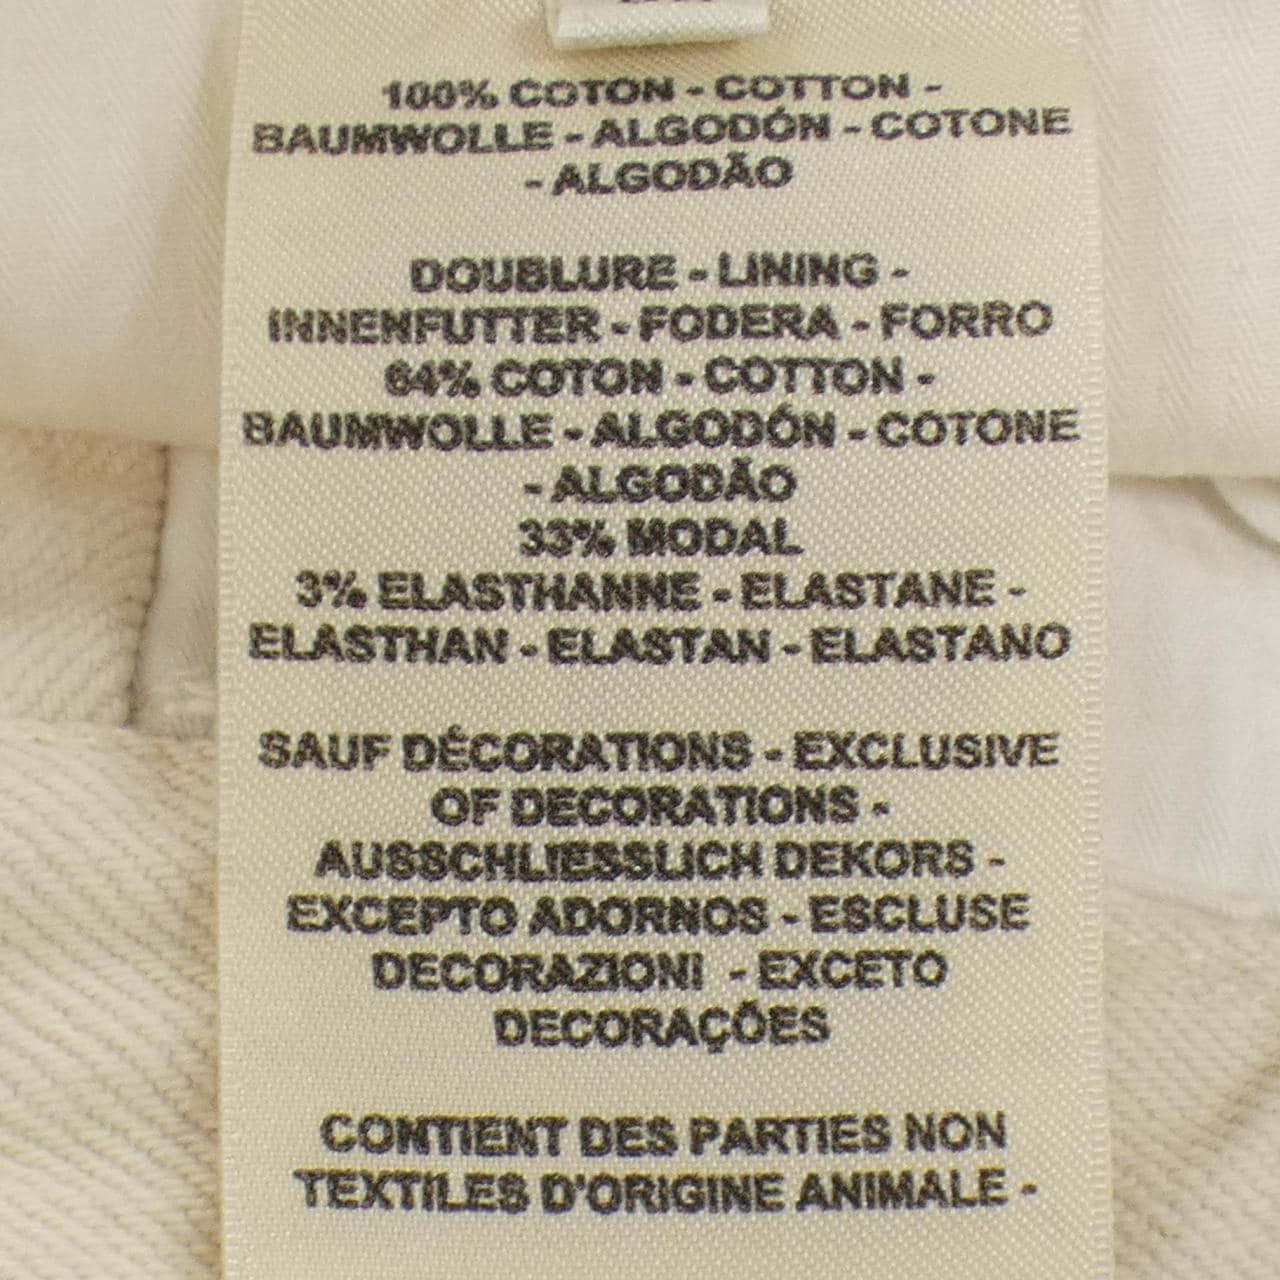 100% COTON - COTTON -
BAUMWOLLE - ALGODÓN - COTONE
- ALGODÃO
DOUBLURE - LINING -
INNENFUTTER - FODERA - FORRO
64% COTON - COTTON -
BAUMWOLLE - ALGODÓN - COTONE
- ALGODÃO
33% MODAL
3% ELASTHANNE - ELASTANE -
ELASTHAN - ELASTAN - ELASTANO
SAUF DÉCORATIONS - EXCLUSIVE
OF DECORATIONS -
AUSSCHLIESSLICH DEKORS -
EXCEPTO ADORNOS - ESCLUSE
DECORAZIONI - EXCETO
DECORAÇÕES
CONTIENT DES PARTIES NON
TEXTILES D'ORIGINE ANIMALE -